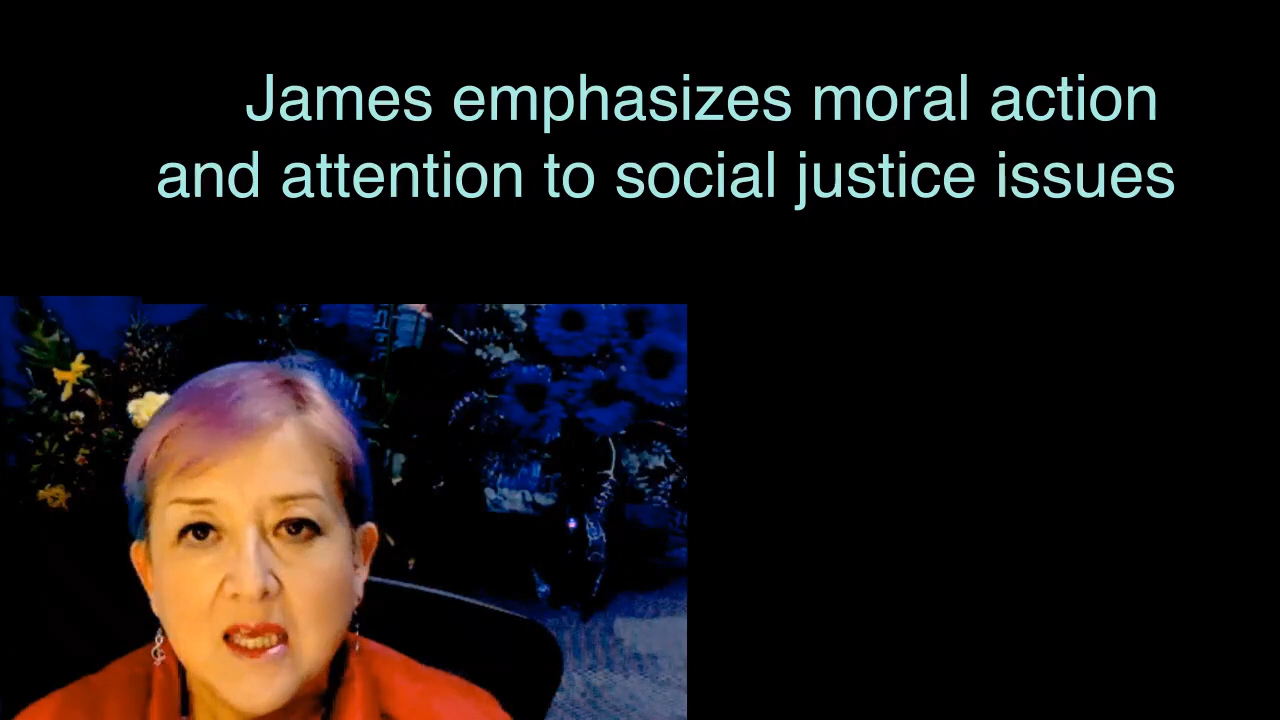 James emphasizes moral action
and attention to social justice issues